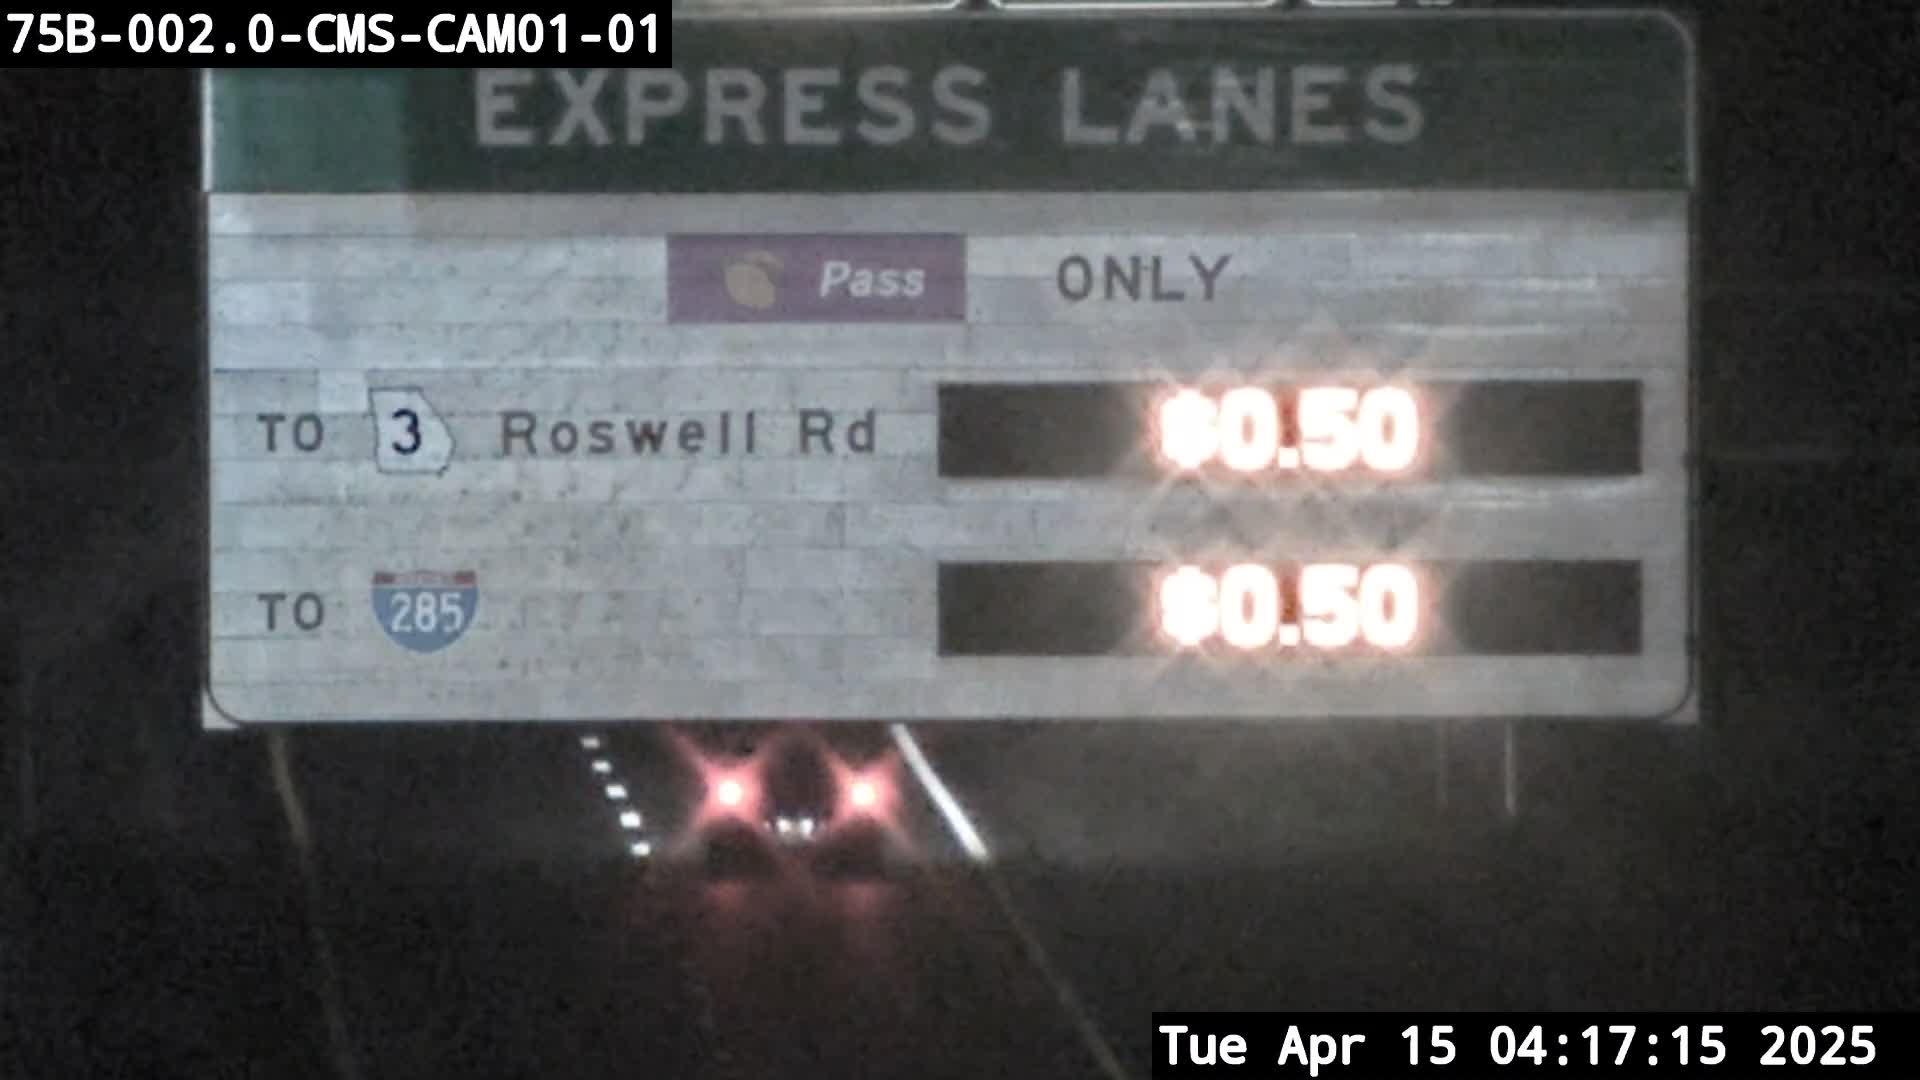 75B-002.0-CMS-CAM01-01
EXPRESS LANES
Pass ONLY
TO 3 Roswell Rd $0.50
TO 285 $0.50
Tue Apr 15 04:17:15 2025